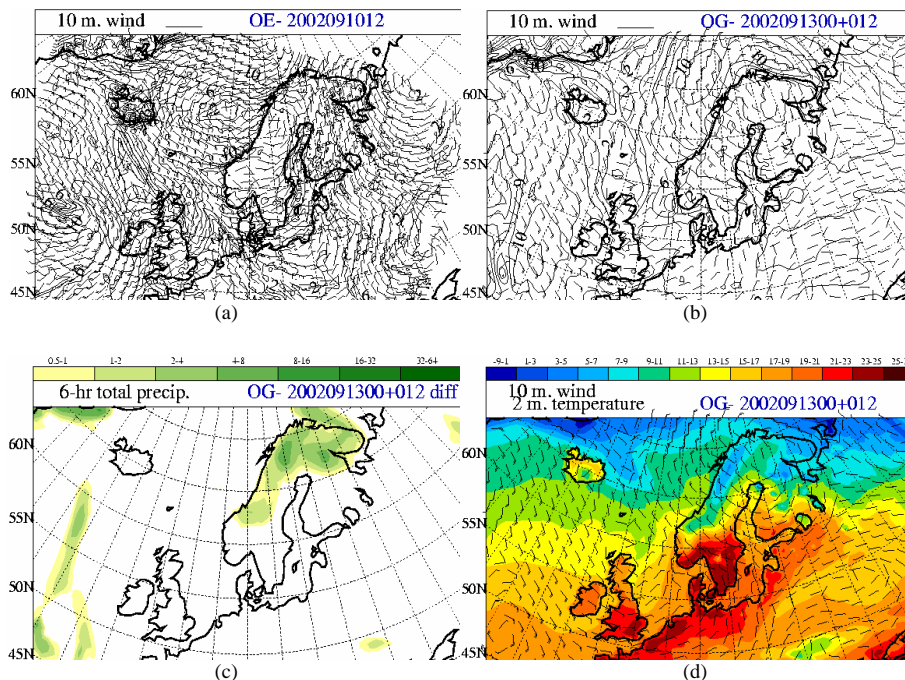 10 m. wind OE- 2002091012
60N
55N
50N
45N
(a)
10 m. wind OG- 2002091300+012
60N
55N
50N
45N
(b)
0.5-1 1-2 2-4 4-8 8-16 16-32 32-64
6-hr total precip. OG- 2002091300+012 diff
60N
55N
50N
45N
(c)
-9-1 1-3 3-5 5-7 7-9 9-11 11-13 13-15 15-17 17-19 19-21 21-23 23-25 25-
10 m. wind
2 m. temperature OG- 2002091300+012
60N
55N
50N
45N
(d)